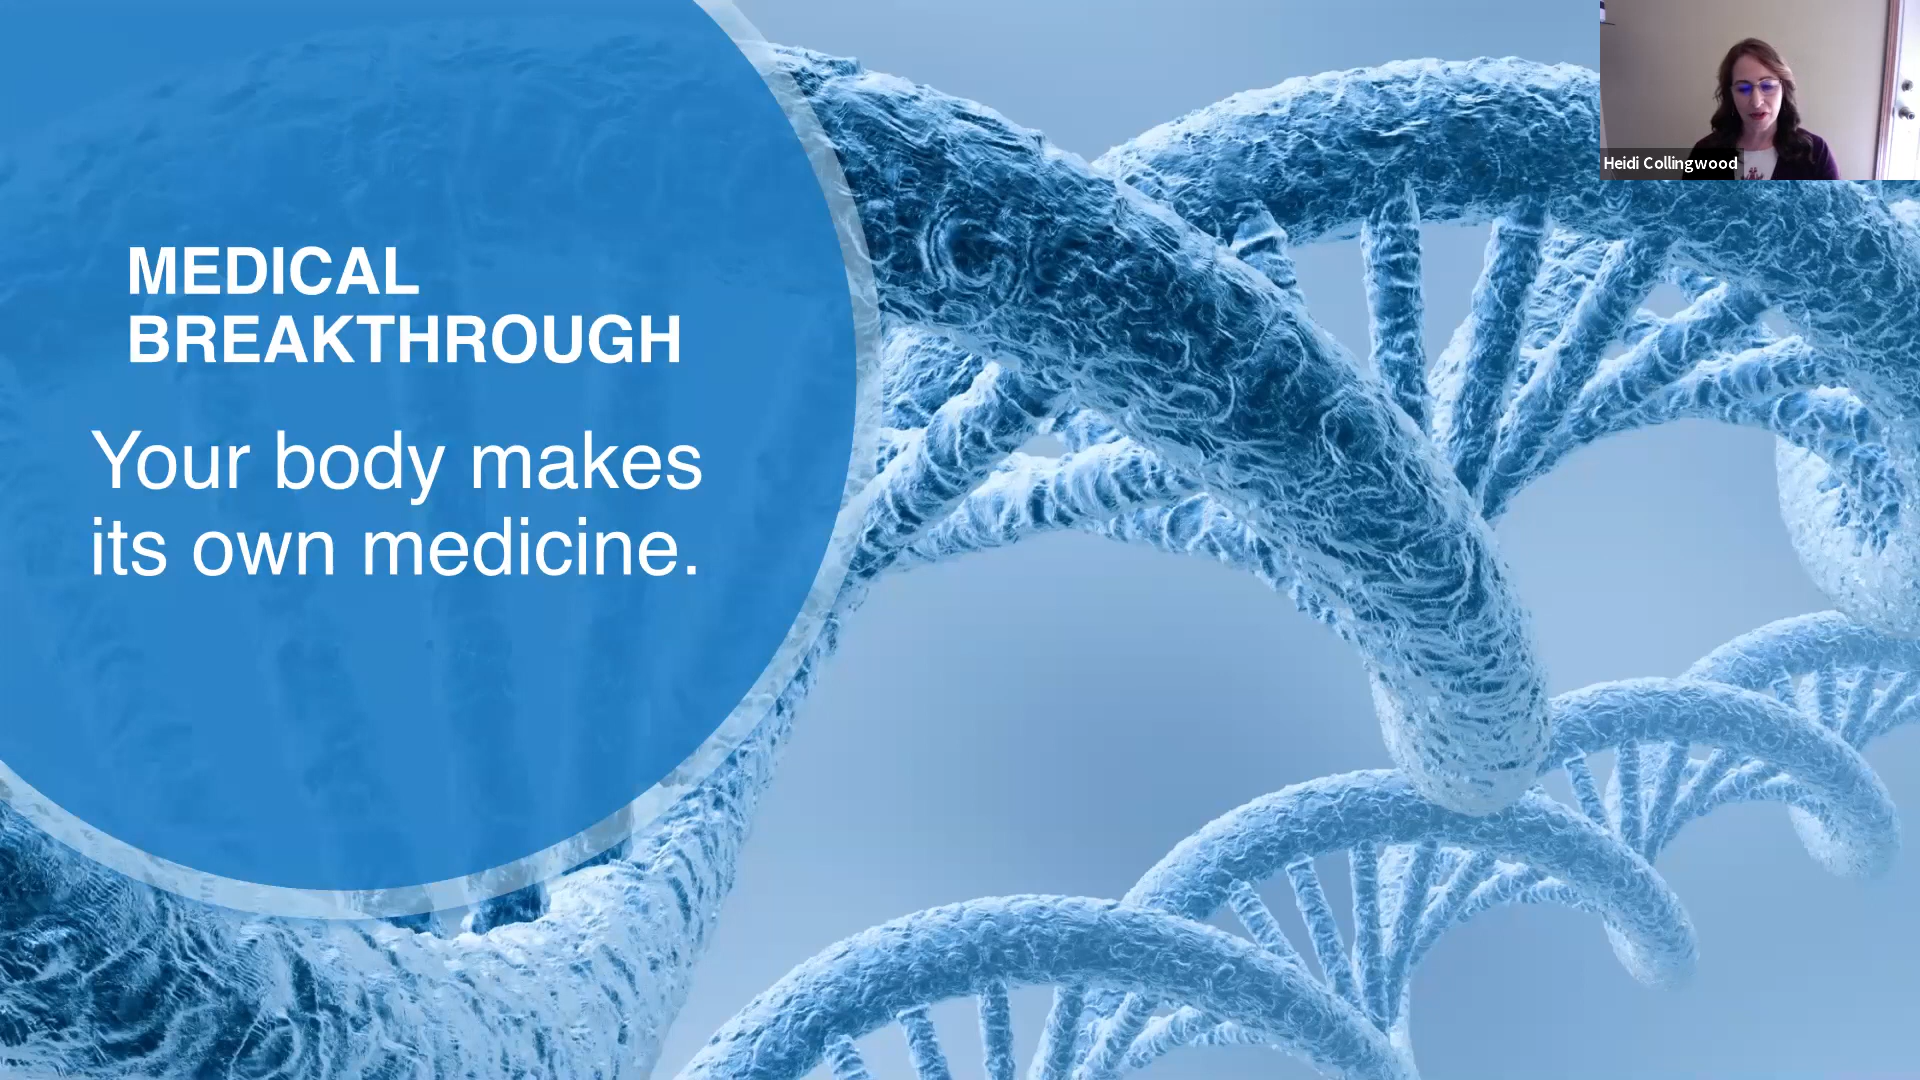 MEDICAL
BREAKTHROUGH
Your body makes
its own medicine.
Heidi Collingwood